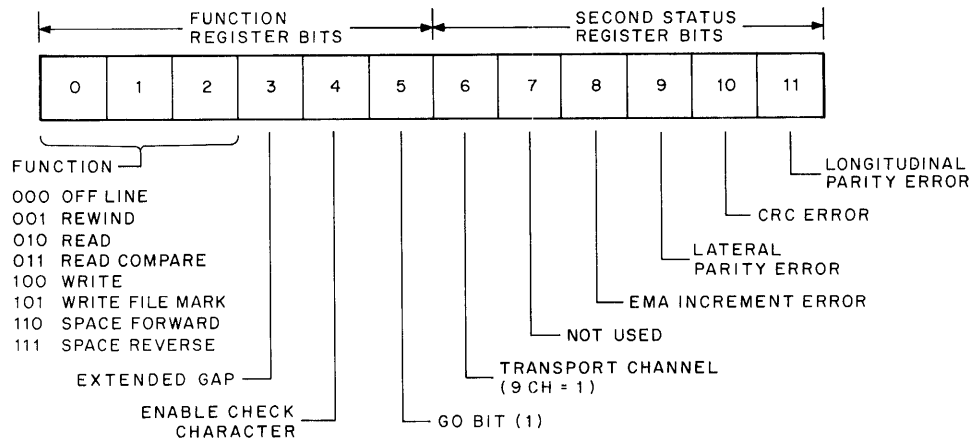 FUNCTION
REGISTER BITS
SECOND STATUS
REGISTER BITS
0 1 2 3 4 5 6 7 8 9 10 11
FUNCTION
000 OFF LINE
001 REWIND
010 READ
011 READ COMPARE
100 WRITE
101 WRITE FILE MARK
110 SPACE FORWARD
111 SPACE REVERSE
EXTENDED GAP
ENABLE CHECK
CHARACTER
GO BIT (1)
TRANSPORT CHANNEL
(9 CH = 1)
NOT USED
EMA INCREMENT ERROR
LATERAL
PARITY ERROR
CRC ERROR
LONGITUDINAL
PARITY ERROR